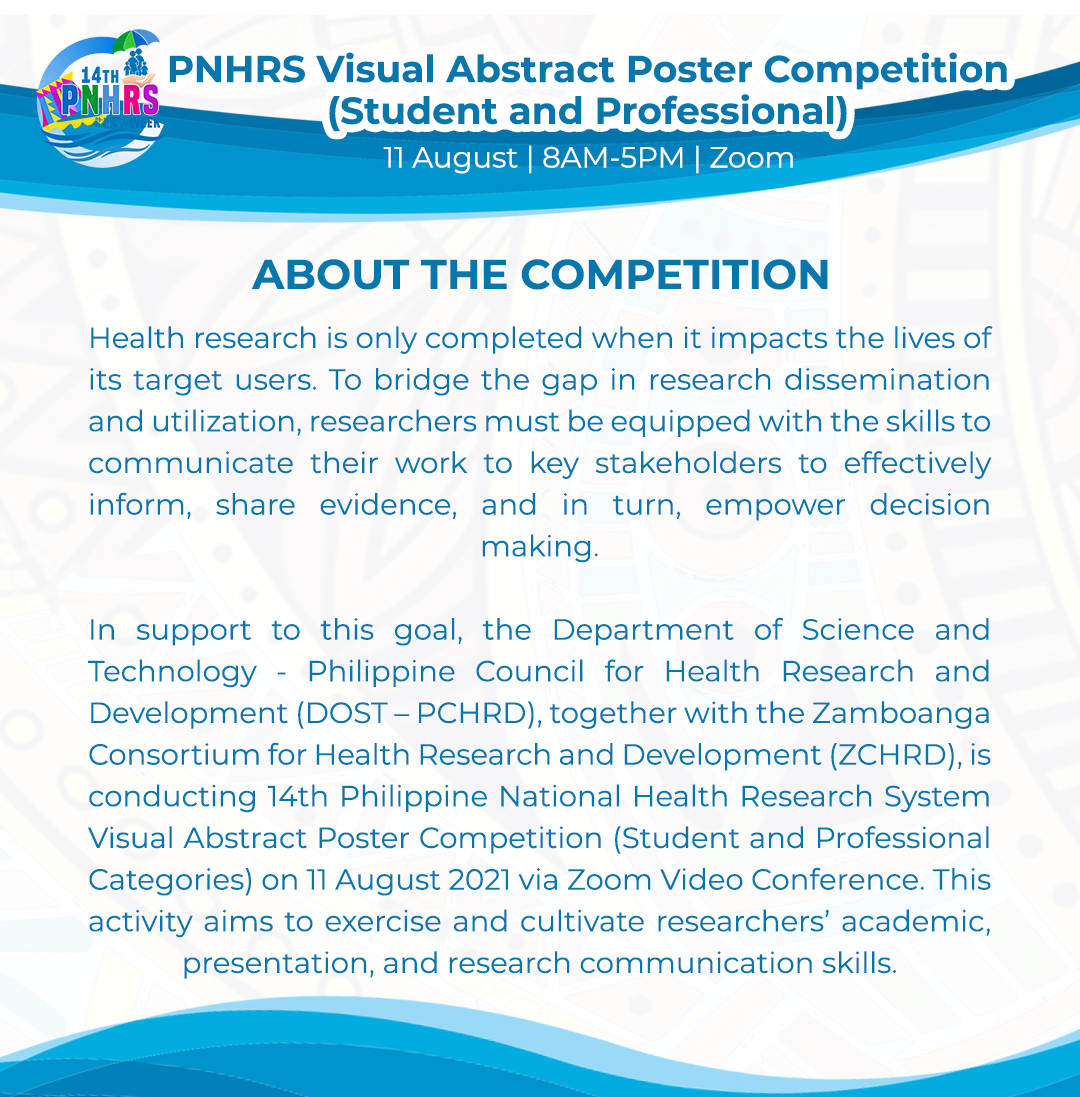 14TH
PNHRS
PNHRS Visual Abstract Poster Competition
(Student and Professional)
11 August | 8AM-5PM | Zoom
ABOUT THE COMPETITION
Health research is only completed when it impacts the lives of
its target users. To bridge the gap in research dissemination
and utilization, researchers must be equipped with the skills to
communicate their work to key stakeholders to effectively
inform, share evidence, and in turn, empower decision
making.
In support to this goal, the Department of Science and
Technology - Philippine Council for Health Research and
Development (DOST – PCHRD), together with the Zamboanga
Consortium for Health Research and Development (ZCHRD), is
conducting 14th Philippine National Health Research System
Visual Abstract Poster Competition (Student and Professional
Categories) on 11 August 2021 via Zoom Video Conference. This
activity aims to exercise and cultivate researchers’ academic,
presentation, and research communication skills.